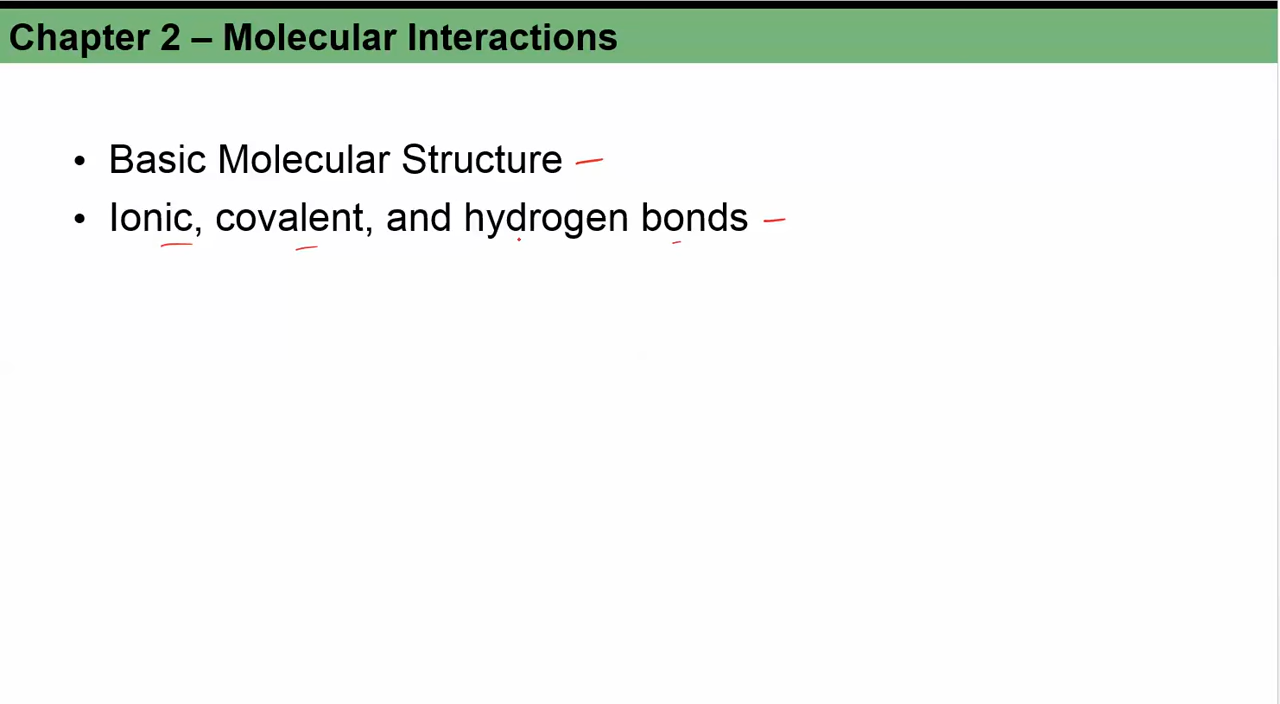 Chapter 2 – Molecular Interactions
• Basic Molecular Structure
• Ionic, covalent, and hydrogen bonds